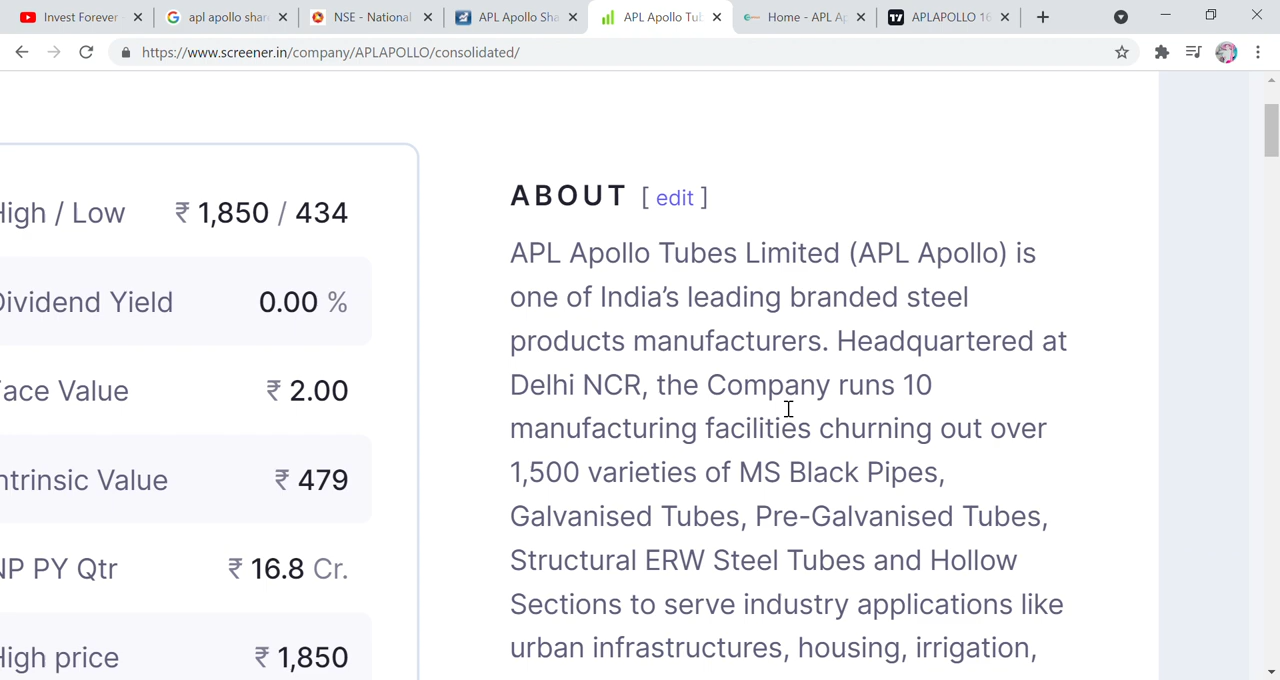 Invest Forever
apl apollo shar
NSE - National
APL Apollo Sha
APL Apollo Tub
Home - APL Ap
APLAPOLLO 16
https://www.screener.in/company/APLAPOLLO/consolidated/
High / Low ₹ 1,850 / 434
Dividend Yield 0.00 %
Face Value ₹ 2.00
Intrinsic Value ₹ 479
NP PY Qtr ₹ 16.8 Cr.
High price ₹ 1,850
ABOUT [ edit ]
APL Apollo Tubes Limited (APL Apollo) is
one of India's leading branded steel
products manufacturers. Headquartered at
Delhi NCR, the Company runs 10
manufacturing facilities churning out over
1,500 varieties of MS Black Pipes,
Galvanised Tubes, Pre-Galvanised Tubes,
Structural ERW Steel Tubes and Hollow
Sections to serve industry applications like
urban infrastructures, housing, irrigation,